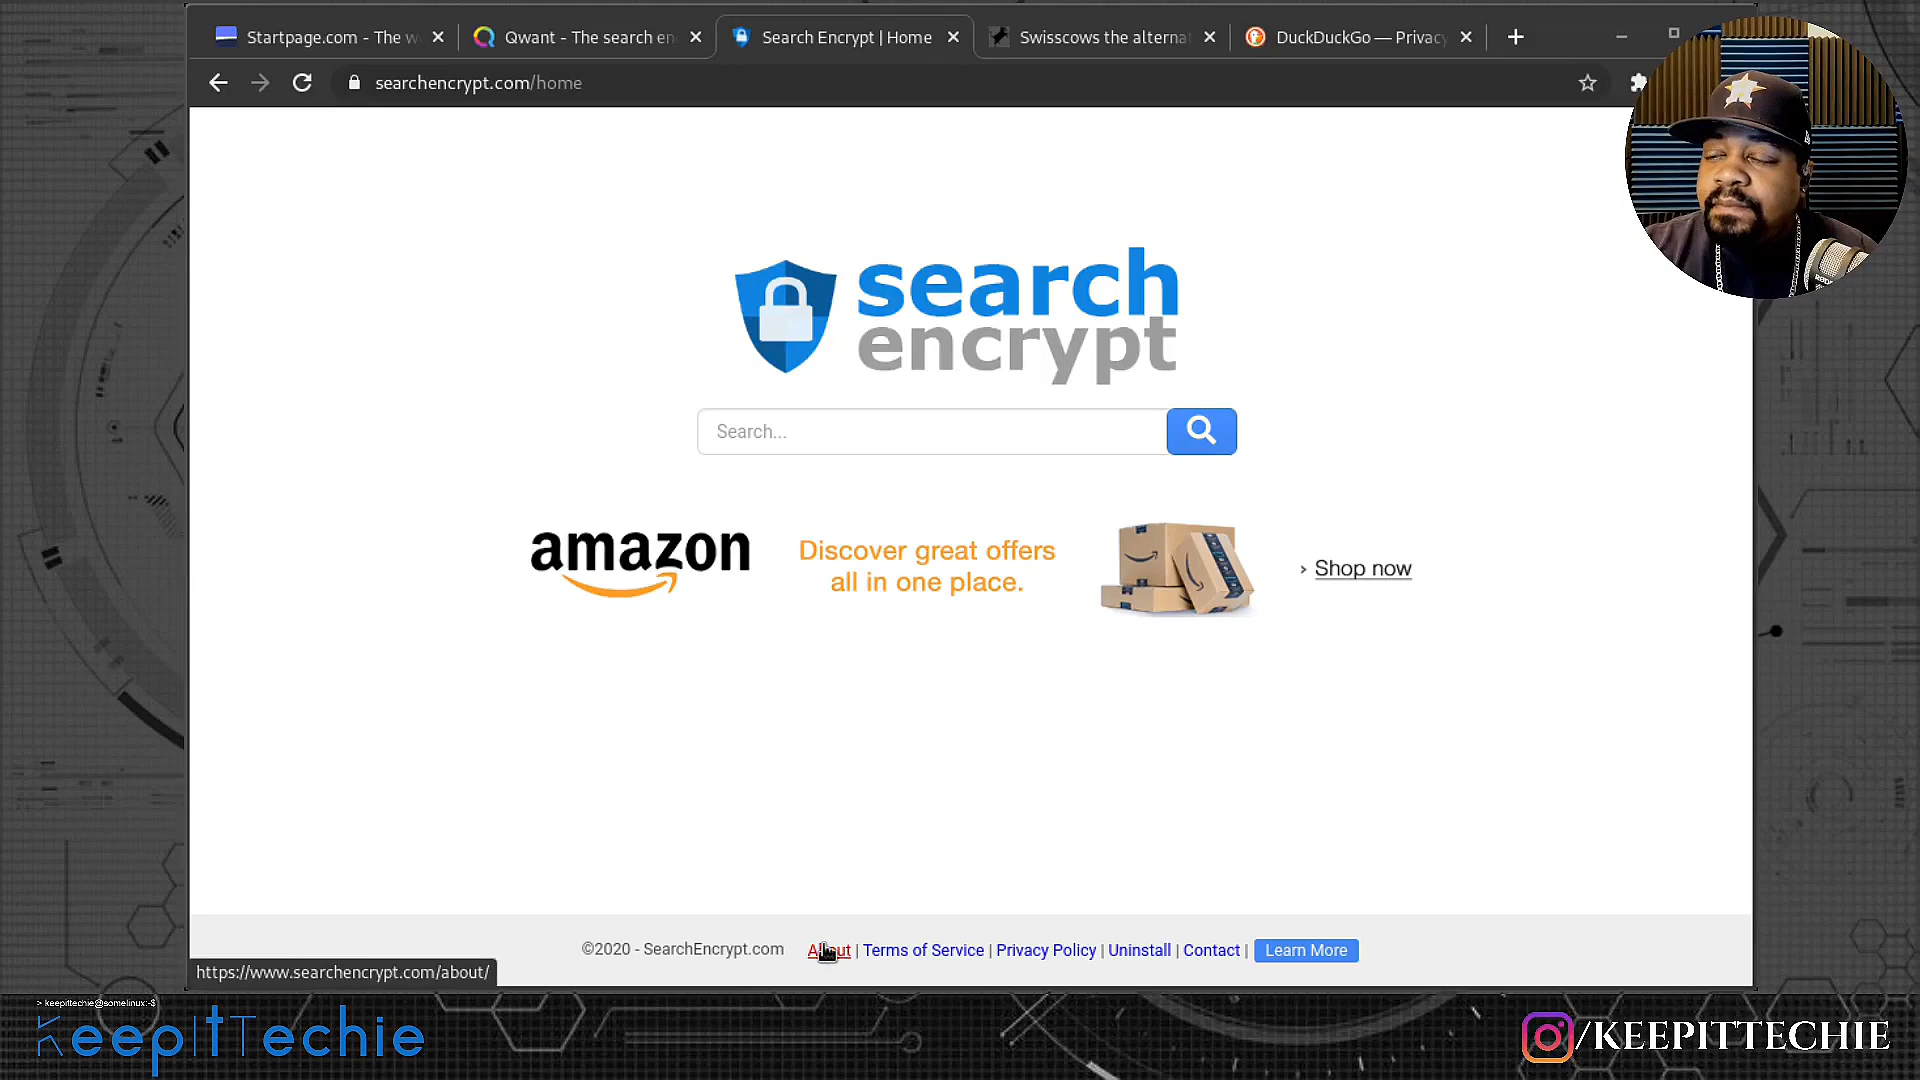 Startpage.com - The w
Qwant - The search en
Search Encrypt | Home
Swisscows the alterna
DuckDuckGo — Privacy
searchencrypt.com/home
search
encrypt
Search...
amazon
Discover great offers
all in one place.
› Shop now
©2020 - SearchEncrypt.com About | Terms of Service | Privacy Policy | Uninstall | Contact | Learn More
https://www.searchencrypt.com/about/
> keepittechie@somelinux:~$
KeepItTechie
/KEEPITTECHIE